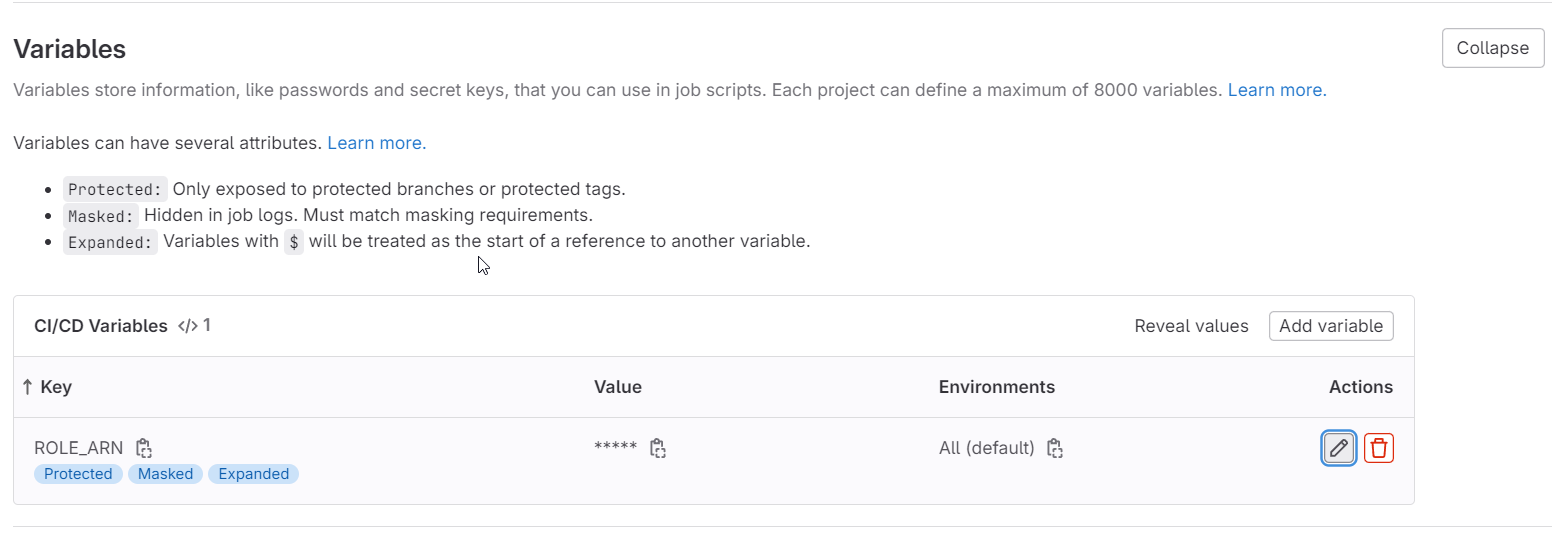 Variables
Collapse
Variables store information, like passwords and secret keys, that you can use in job scripts. Each project can define a maximum of 8000 variables. Learn more.
Variables can have several attributes. Learn more.
Protected: Only exposed to protected branches or protected tags.
Masked: Hidden in job logs. Must match masking requirements.
Expanded: Variables with $ will be treated as the start of a reference to another variable.
CI/CD Variables </> 1
Reveal values Add variable
↑ Key Value Environments Actions
ROLE_ARN ***** All (default)
Protected Masked Expanded